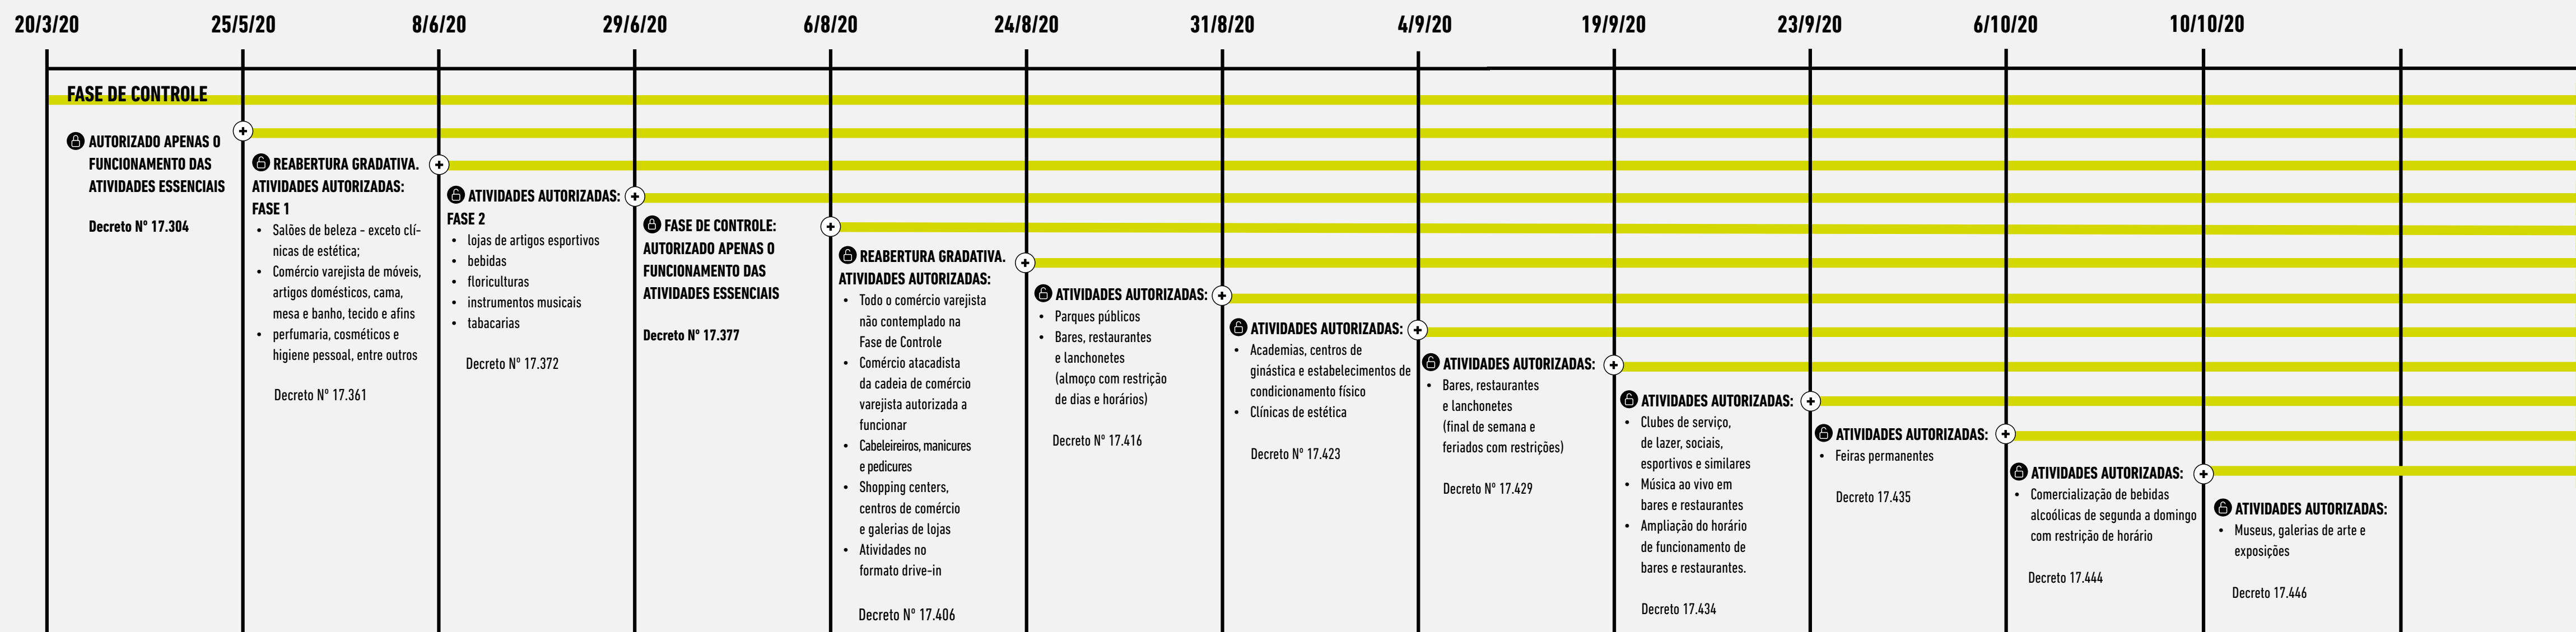 20/3/20
25/5/20
8/6/20
29/6/20
6/8/20
24/8/20
31/8/20
4/9/20
19/9/20
23/9/20
6/10/20
10/10/20
FASE DE CONTROLE
AUTORIZADO APENAS O
FUNCIONAMENTO DAS
ATIVIDADES ESSENCIAIS
Decreto Nº 17.304
REABERTURA GRADATIVA.
ATIVIDADES AUTORIZADAS:
FASE 1
• Salões de beleza - exceto clí-
nicas de estética;
• Comércio varejista de móveis,
artigos domésticos, cama,
mesa e banho, tecido e afins
• perfumaria, cosméticos e
higiene pessoal, entre outros
Decreto Nº 17.361
ATIVIDADES AUTORIZADAS:
FASE 2
• lojas de artigos esportivos
• bebidas
• floriculturas
• instrumentos musicais
• tabacarias
Decreto Nº 17.372
FASE DE CONTROLE:
AUTORIZADO APENAS O
FUNCIONAMENTO DAS
ATIVIDADES ESSENCIAIS
Decreto Nº 17.377
REABERTURA GRADATIVA.
ATIVIDADES AUTORIZADAS:
• Todo o comércio varejista
não contemplado na
Fase de Controle
• Comércio atacadista
da cadeia de comércio
varejista autorizada a
funcionar
• Cabeleireiros, manicures
e pedicures
• Shopping centers,
centros de comércio
e galerias de lojas
• Atividades no
formato drive-in
Decreto Nº 17.406
ATIVIDADES AUTORIZADAS:
• Parques públicos
• Bares, restaurantes
e lanchonetes
(almoço com restrição
de dias e horários)
Decreto Nº 17.416
ATIVIDADES AUTORIZADAS:
• Academias, centros de
ginástica e estabelecimentos de
condicionamento físico
• Clínicas de estética
Decreto Nº 17.423
ATIVIDADES AUTORIZADAS:
• Bares, restaurantes
e lanchonetes
(final de semana e
feriados com restrições)
Decreto Nº 17.429
ATIVIDADES AUTORIZADAS:
• Clubes de serviço,
de lazer, sociais,
esportivos e similares
• Música ao vivo em
bares e restaurantes
• Ampliação do horário
de funcionamento de
bares e restaurantes.
Decreto 17.434
ATIVIDADES AUTORIZADAS:
• Feiras permanentes
Decreto 17.435
ATIVIDADES AUTORIZADAS:
• Comercialização de bebidas
alcoólicas de segunda a domingo
com restrição de horário
Decreto 17.444
ATIVIDADES AUTORIZADAS:
• Museus, galerias de arte e
exposições
Decreto 17.446